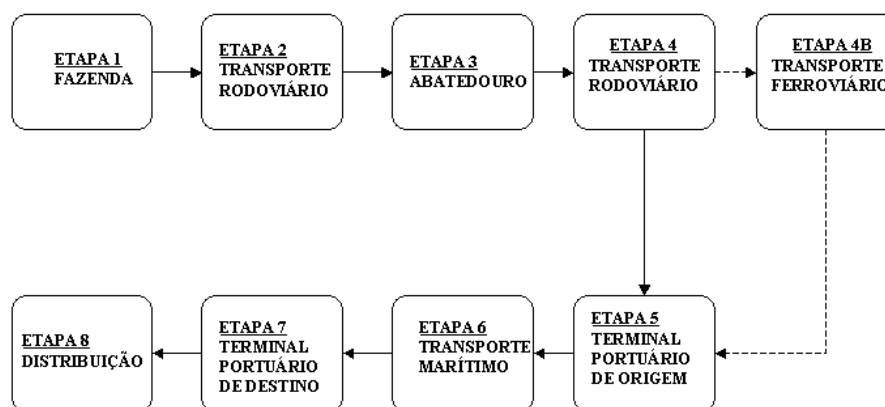 ETAPA 1
FAZENDA
ETAPA 2
TRANSPORTE
RODOVIÁRIO
ETAPA 3
ABATEDOURO
ETAPA 4
TRANSPORTE
RODOVIÁRIO
ETAPA 4B
TRANSPORTE
FERROVIÁRIO
ETAPA 8
DISTRIBUIÇÃO
ETAPA 7
TERMINAL
PORTUÁRIO
DE DESTINO
ETAPA 6
TRANSPORTE
MARÍTIMO
ETAPA 5
TERMINAL
PORTUÁRIO
DE ORIGEM